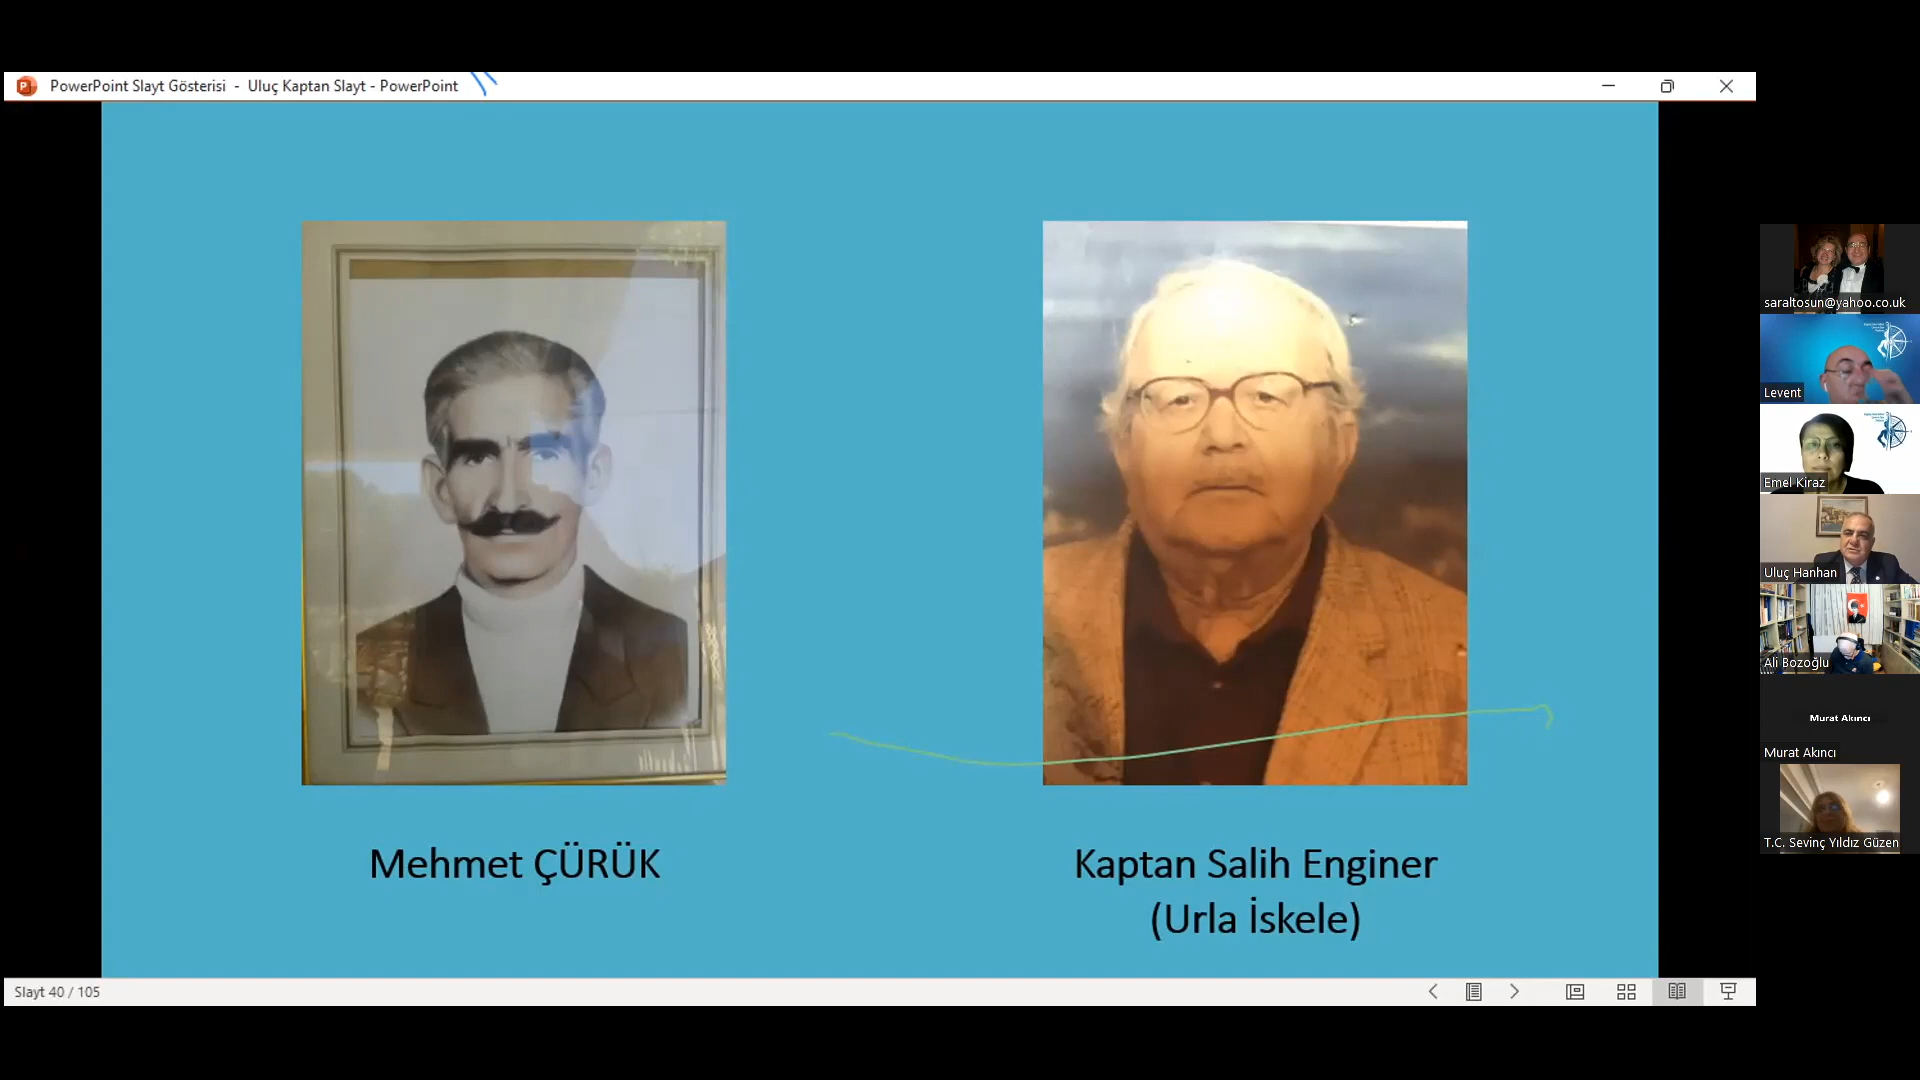 PowerPoint Slayt Gösterisi - Uluç Kaptan Slayt - PowerPoint
Mehmet ÇÜRÜK
Kaptan Salih Enginer
(Urla İskele)
Slayt 40 / 105
saraltosun@yahoo.co.uk
Levent
Emel Kiraz
Uluç Hanhan
Ali Bozoğlu
Murat Akıncı
Murat Akıncı
T.C. Sevinç Yıldız Güzen